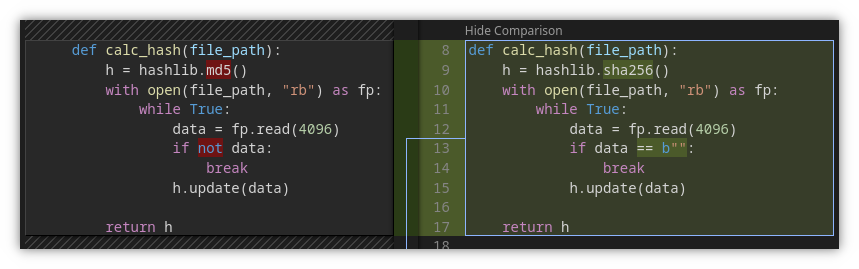 Hide Comparison
def calc_hash(file_path):
    h = hashlib.md5()
    with open(file_path, "rb") as fp:
        while True:
            data = fp.read(4096)
            if not data:
                break
            h.update(data)

    return h
8 def calc_hash(file_path):
9     h = hashlib.sha256()
10     with open(file_path, "rb") as fp:
11         while True:
12             data = fp.read(4096)
13             if data == b"":
14                 break
15             h.update(data)
16
17     return h
18